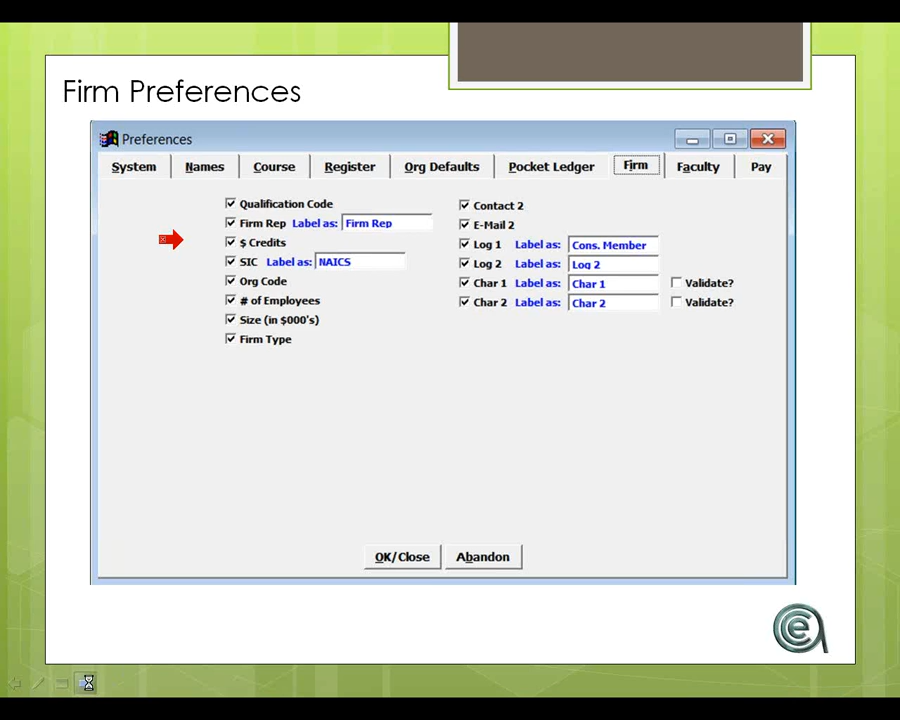 Firm Preferences
Preferences
System Names Course Register Org Defaults Pocket Ledger Firm Faculty Pay
Qualification Code
Firm Rep Label as: Firm Rep
$ Credits
SIC Label as: NAICS
Org Code
# of Employees
Size (in $000's)
Firm Type
Contact 2
E-Mail 2
Log 1 Label as: Cons. Member
Log 2 Label as: Log 2
Char 1 Label as: Char 1 Validate?
Char 2 Label as: Char 2 Validate?
OK/Close Abandon